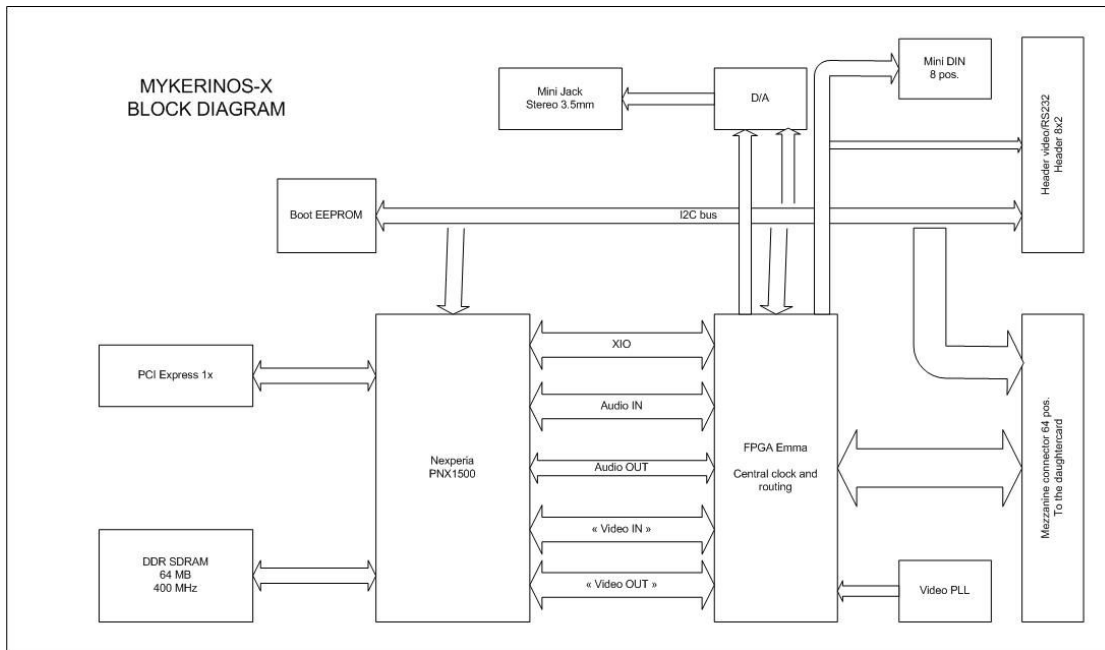 MYKERINOS-X
BLOCK DIAGRAM
Mini Jack
Stereo 3.5mm
D/A
Mini DIN
8 pos.
Header video/RS232
Header 8x2
Boot EEPROM
I2C bus
PCI Express 1x
XIO
Audio IN
Nexperia
PNX1500
Audio OUT
FPGA Emma
Central clock and
routing
Mezzanine connector 64 pos.
To the daughtercard
« Video IN »
DDR SDRAM
64 MB
400 MHz
« Video OUT »
Video PLL